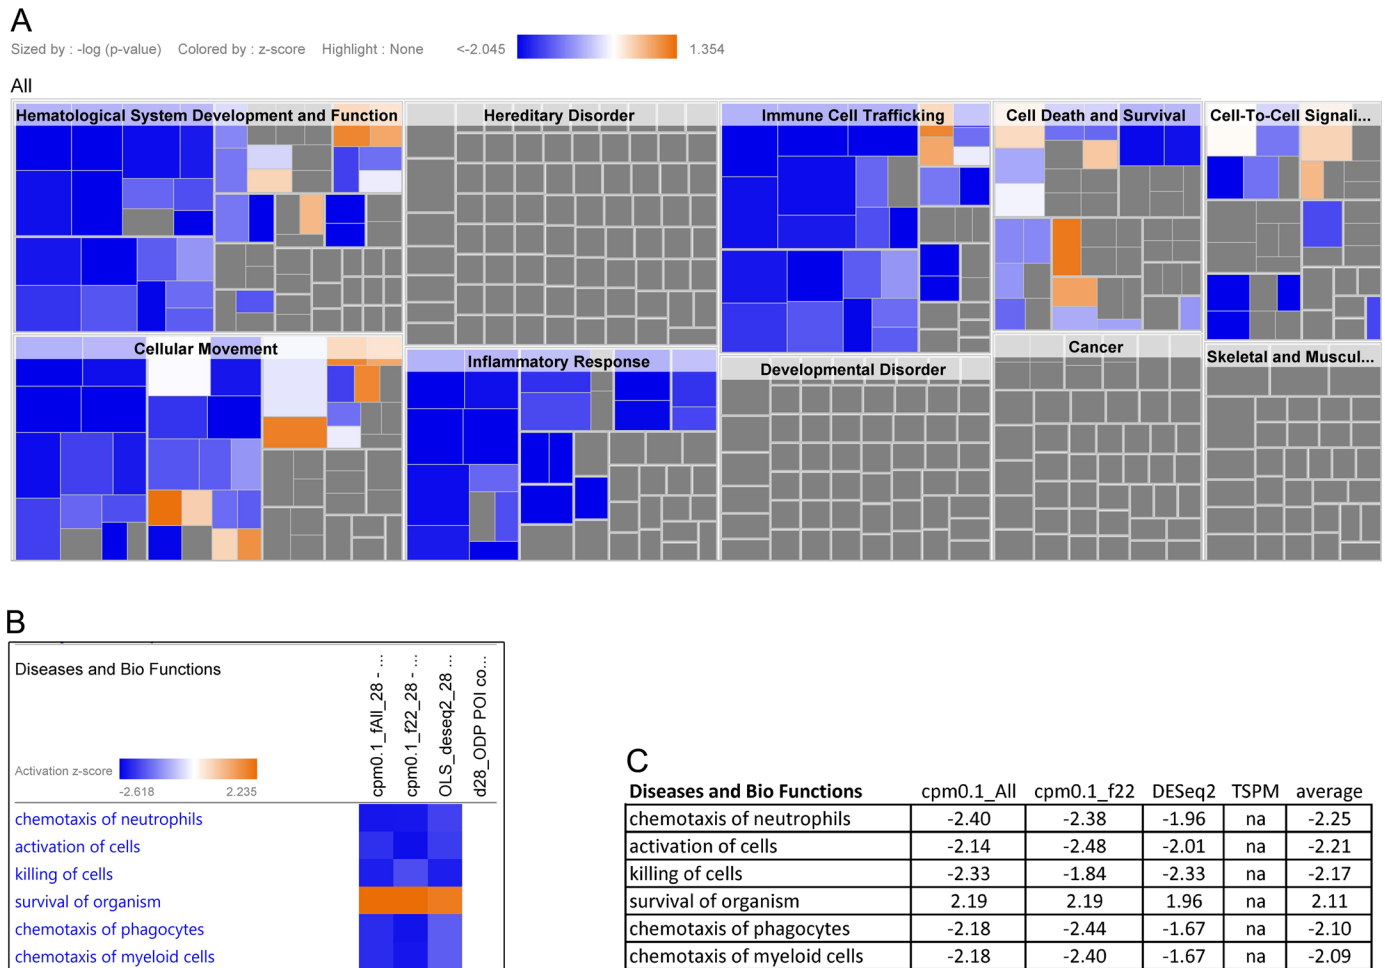 A
Sized by : -log (p-value) Colored by : z-score Highlight : None <-2.045 1.354
All
Hematological System Development and Function
Hereditary Disorder
Immune Cell Trafficking
Cell Death and Survival
Cell-To-Cell Signali...
Cellular Movement
Inflammatory Response
Developmental Disorder
Cancer
Skeletal and Muscul...
B
Diseases and Bio Functions
cpm0.1_fAll_28 - ...
cpm0.1_f22_28 - ...
OLS_deseq2_28 ...
d28_ODP POI co...
Activation z-score
-2.618 2.235
chemotaxis of neutrophils
activation of cells
killing of cells
survival of organism
chemotaxis of phagocytes
chemotaxis of myeloid cells
C
Diseases and Bio Functions cpm0.1_All cpm0.1_f22 DESeq2 TSPM average
chemotaxis of neutrophils -2.40 -2.38 -1.96 na -2.25
activation of cells -2.14 -2.48 -2.01 na -2.21
killing of cells -2.33 -1.84 -2.33 na -2.17
survival of organism 2.19 2.19 1.96 na 2.11
chemotaxis of phagocytes -2.18 -2.44 -1.67 na -2.10
chemotaxis of myeloid cells -2.18 -2.40 -1.67 na -2.09